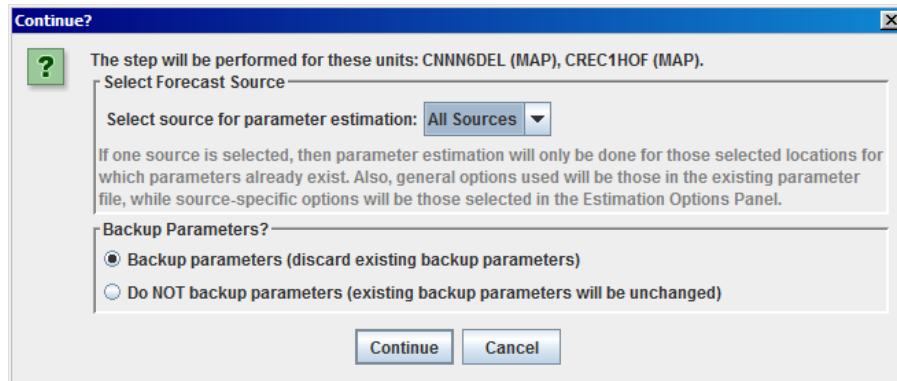 Continue?
The step will be performed for these units: CNNN6DEL (MAP), CREC1HOF (MAP).
Select Forecast Source
Select source for parameter estimation: All Sources
If one source is selected, then parameter estimation will only be done for those selected locations for
which parameters already exist. Also, general options used will be those in the existing parameter
file, while source-specific options will be those selected in the Estimation Options Panel.
Backup Parameters?
Backup parameters (discard existing backup parameters)
Do NOT backup parameters (existing backup parameters will be unchanged)
Continue Cancel